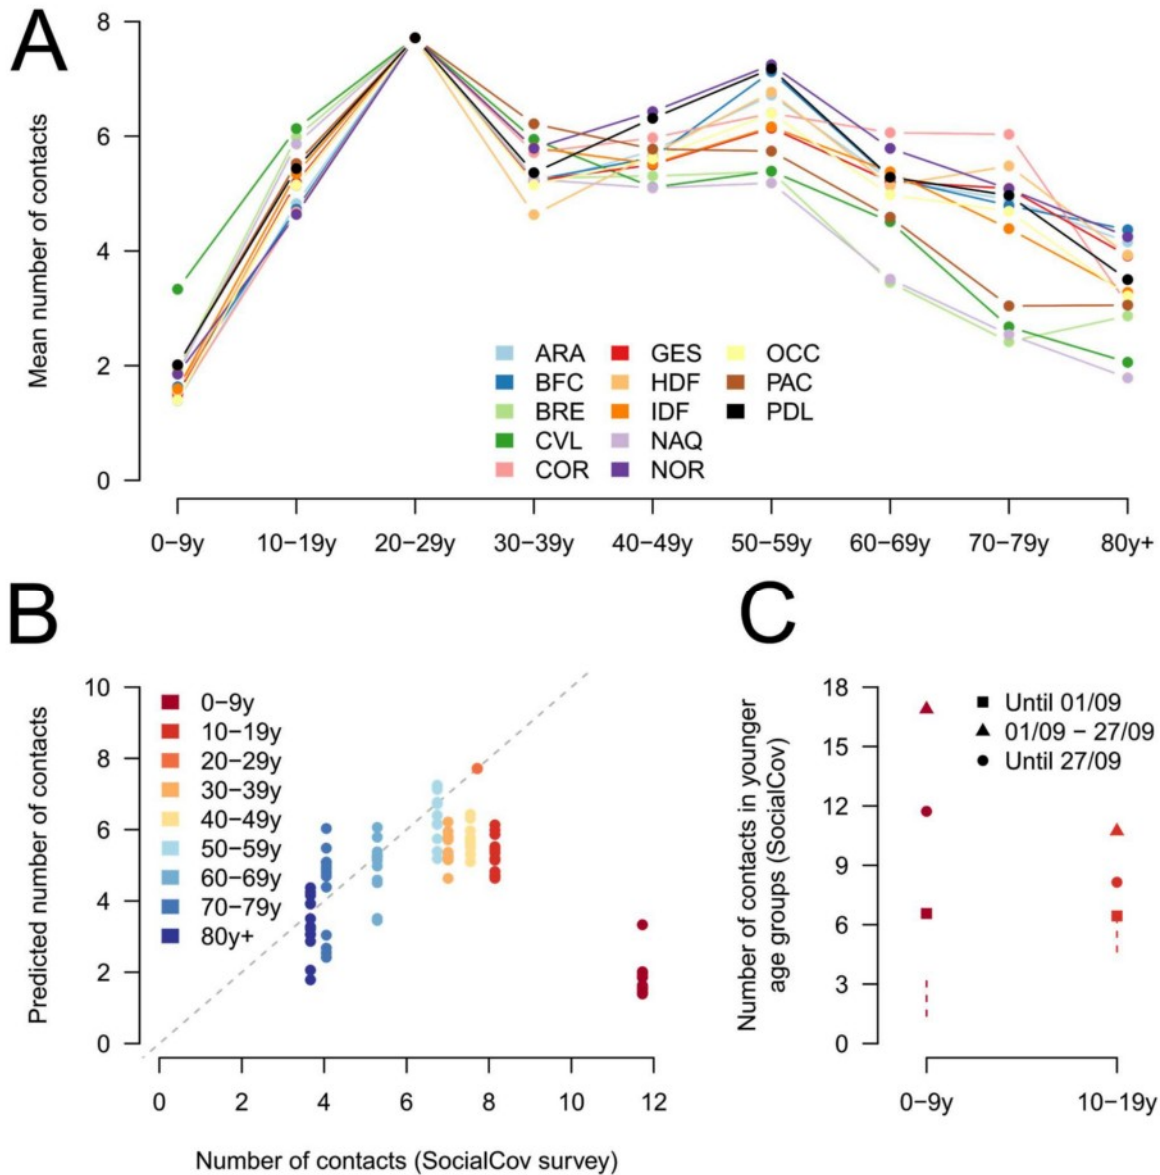 A
Mean number of contacts
8
6
4
2
0
ARA GES OCC
BFC HDF PAC
BRE IDF PDL
CVL NAQ
COR NOR
0−9y 10−19y 20−29y 30−39y 40−49y 50−59y 60−69y 70−79y 80y+
B
Predicted number of contacts
10
8
6
4
2
0
0−9y
10−19y
20−29y
30−39y
40−49y
50−59y
60−69y
70−79y
80y+
0 2 4 6 8 10 12
Number of contacts (SocialCov survey)
C
Number of contacts in younger
age groups (SocialCov)
18
15
12
9
6
3
0
Until 01/09
01/09 − 27/09
Until 27/09
0−9y 10−19y